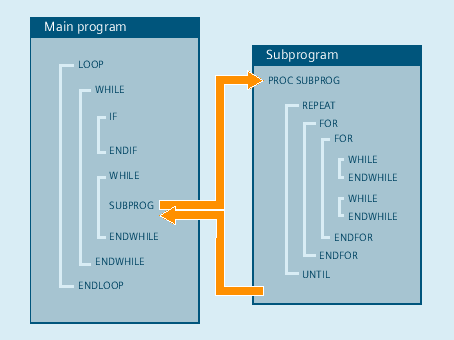 Main program
LOOP
WHILE
IF
ENDIF
WHILE
SUBPROG
ENDWHILE
ENDWHILE
ENDLOOP
Subprogram
PROC SUBPROG
REPEAT
FOR
FOR
WHILE
ENDWHILE
WHILE
ENDWHILE
ENDFOR
ENDFOR
UNTIL